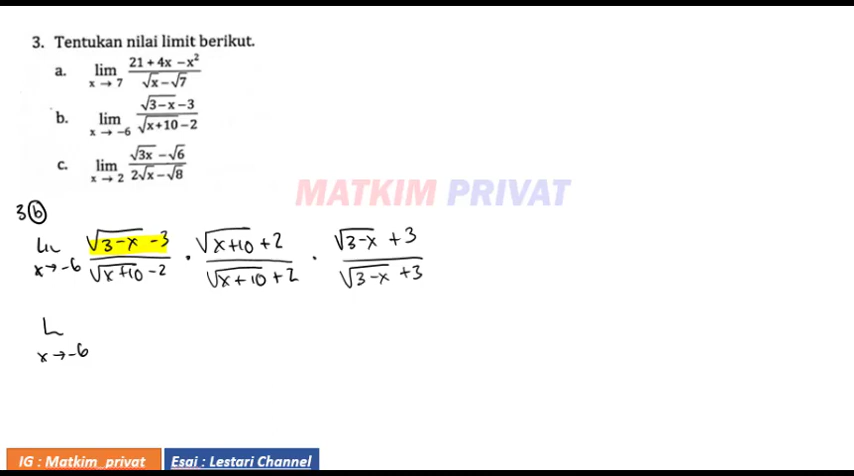 3. Tentukan nilai limit berikut.
a. lim x → 7 21 + 4x − x² / √x − √7
b. lim x → −6 √3−x − 3 / √x+10 − 2
c. lim x → 2 √3x − √6 / 2√x − √8
MATKIM PRIVAT
3 b
lim x → −6 √3−x − 3 / √x+10 − 2 · √x+10 + 2 / √x+10 + 2 · √3−x + 3 / √3−x + 3
L
x → −6
IG : Matkim_privat Esai : Lestari Channel